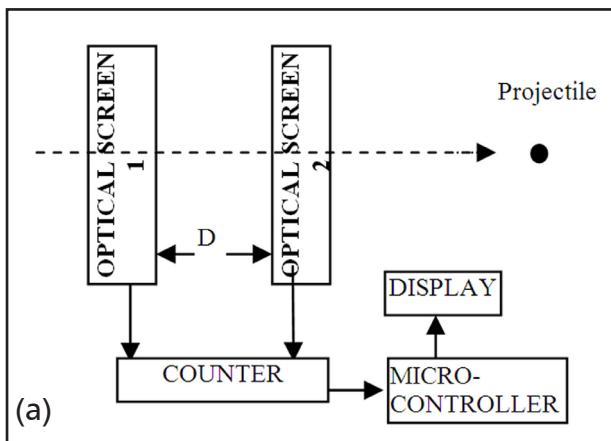 Projectile
OPTICAL SCREEN
1
OPTICAL SCREEN
2
D
DISPLAY
COUNTER
MICRO-
CONTROLLER
(a)